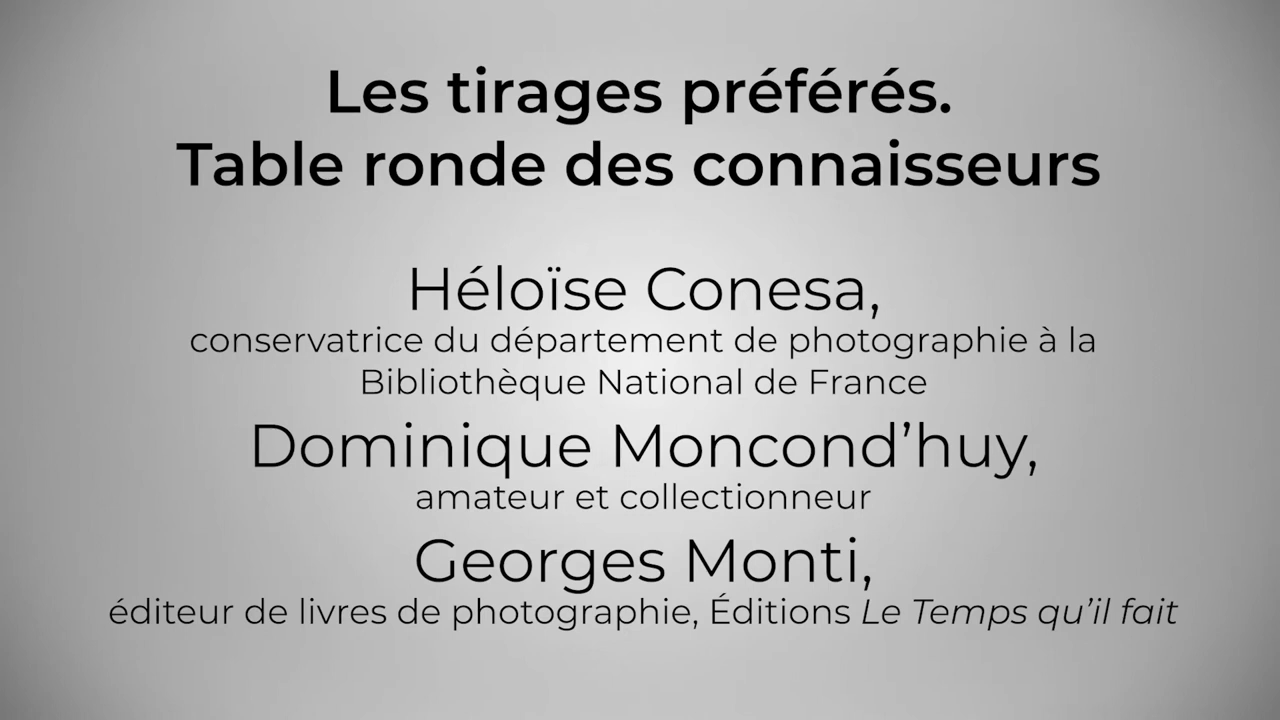 Les tirages préférés.
Table ronde des connaisseurs
Héloïse Conesa,
conservatrice du département de photographie à la
Bibliothèque National de France
Dominique Moncond’huy,
amateur et collectionneur
Georges Monti,
éditeur de livres de photographie, Éditions Le Temps qu’il fait